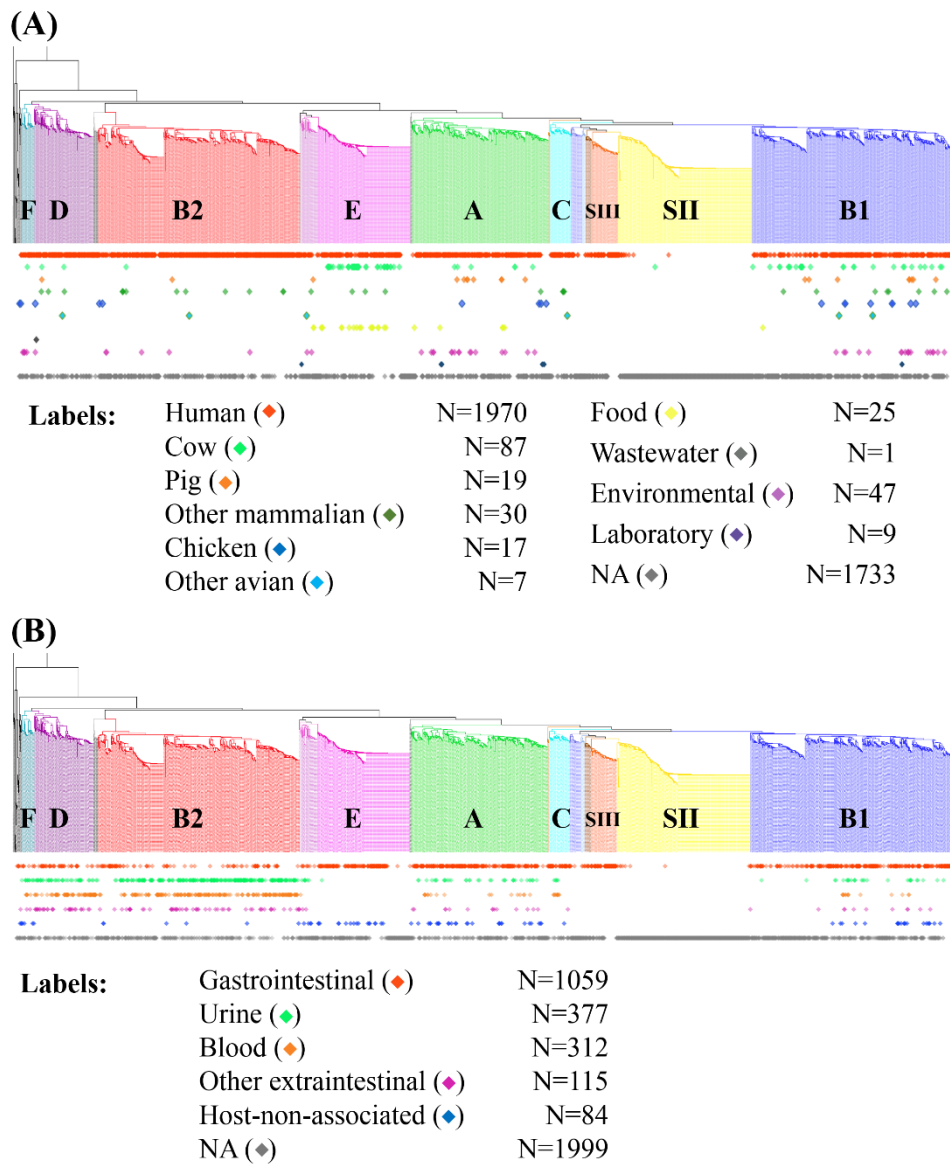 (A)
F D B2 E A C SIII SII B1
Labels:
Human (◆) N=1970
Cow (◆) N=87
Pig (◆) N=19
Other mammalian (◆) N=30
Chicken (◆) N=17
Other avian (◆) N=7
Food (◆) N=25
Wastewater (◆) N=1
Environmental (◆) N=47
Laboratory (◆) N=9
NA (◆) N=1733
(B)
F D B2 E A C SIII SII B1
Labels:
Gastrointestinal (◆) N=1059
Urine (◆) N=377
Blood (◆) N=312
Other extraintestinal (◆) N=115
Host-non-associated (◆) N=84
NA (◆) N=1999